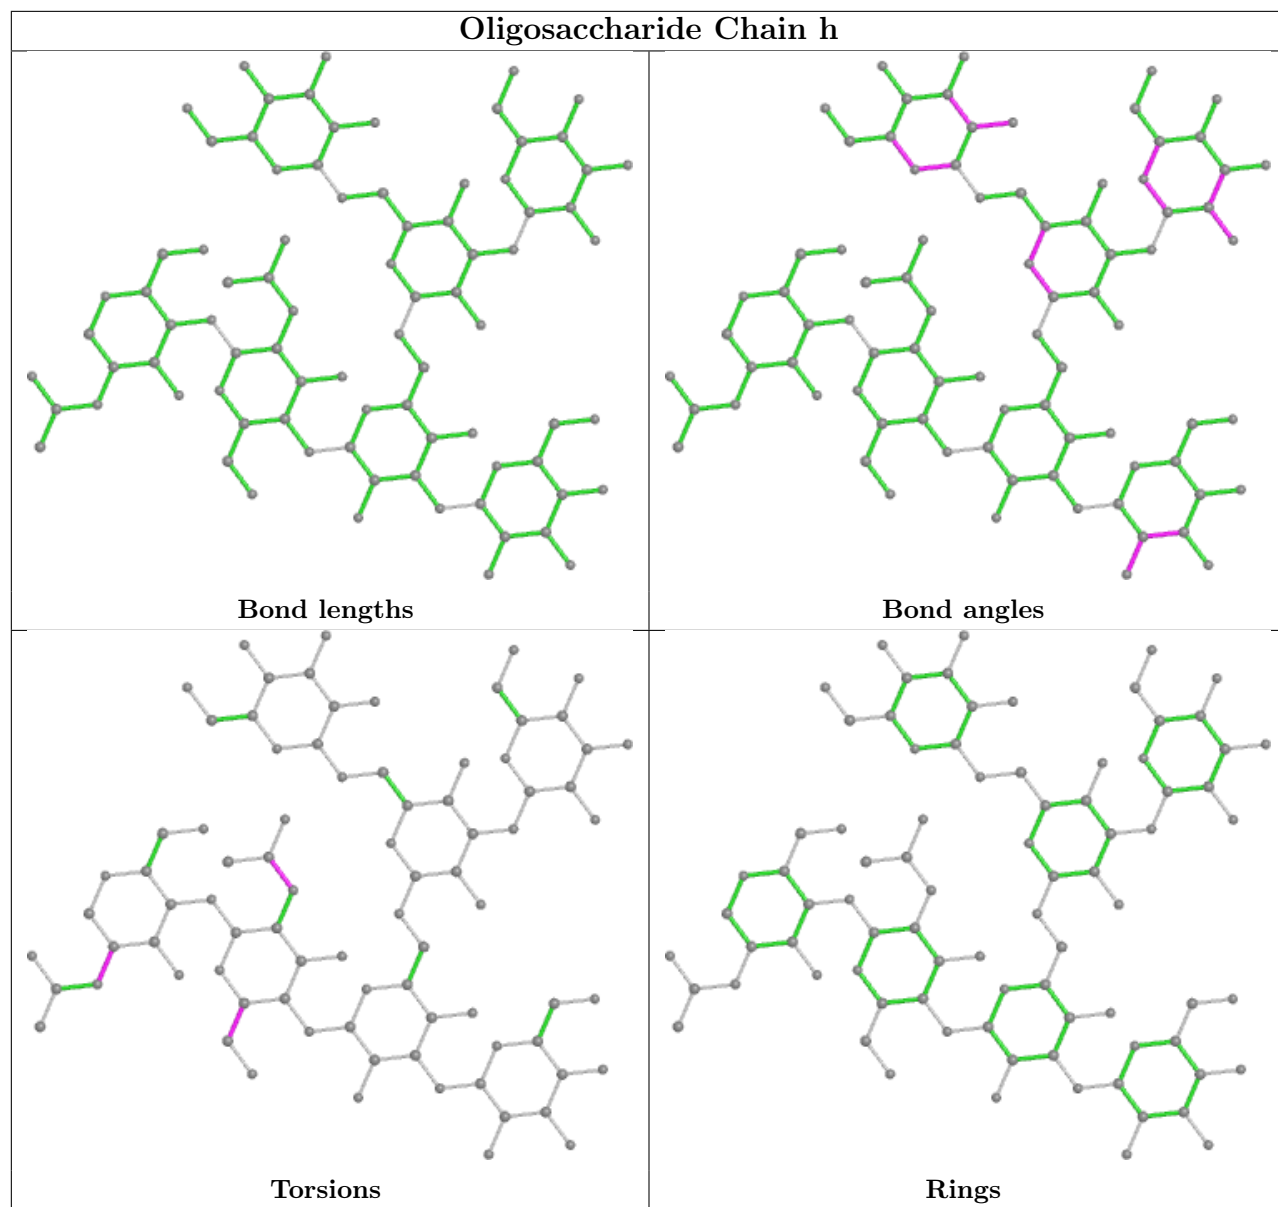 Oligosaccharide Chain h
Bond lengths
Bond angles
Torsions
Rings